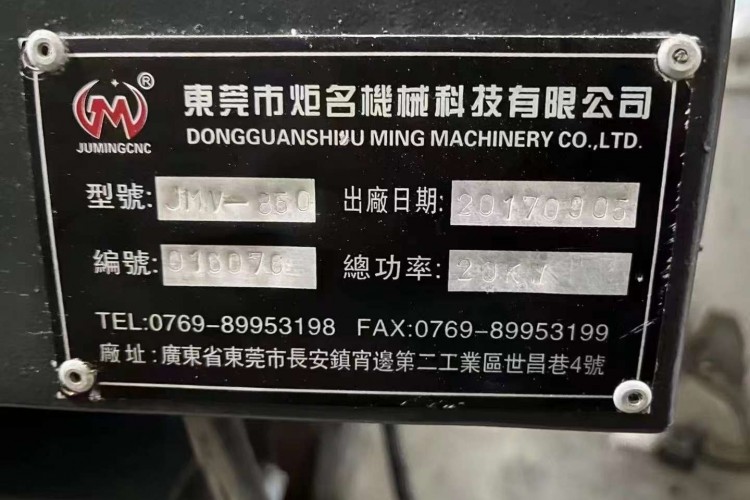 JUMINGCNC ®
東莞市炬名機械科技有限公司
DONGGUANSHIJU MING MACHINERY CO.,LTD.
型號: JMV-850 出廠日期: 20170905
編號: 總功率:
TEL:0769-89953198 FAX:0769-89953199
廠址:廣東省東莞市長安鎮宵邊第二工業區世昌巷4號